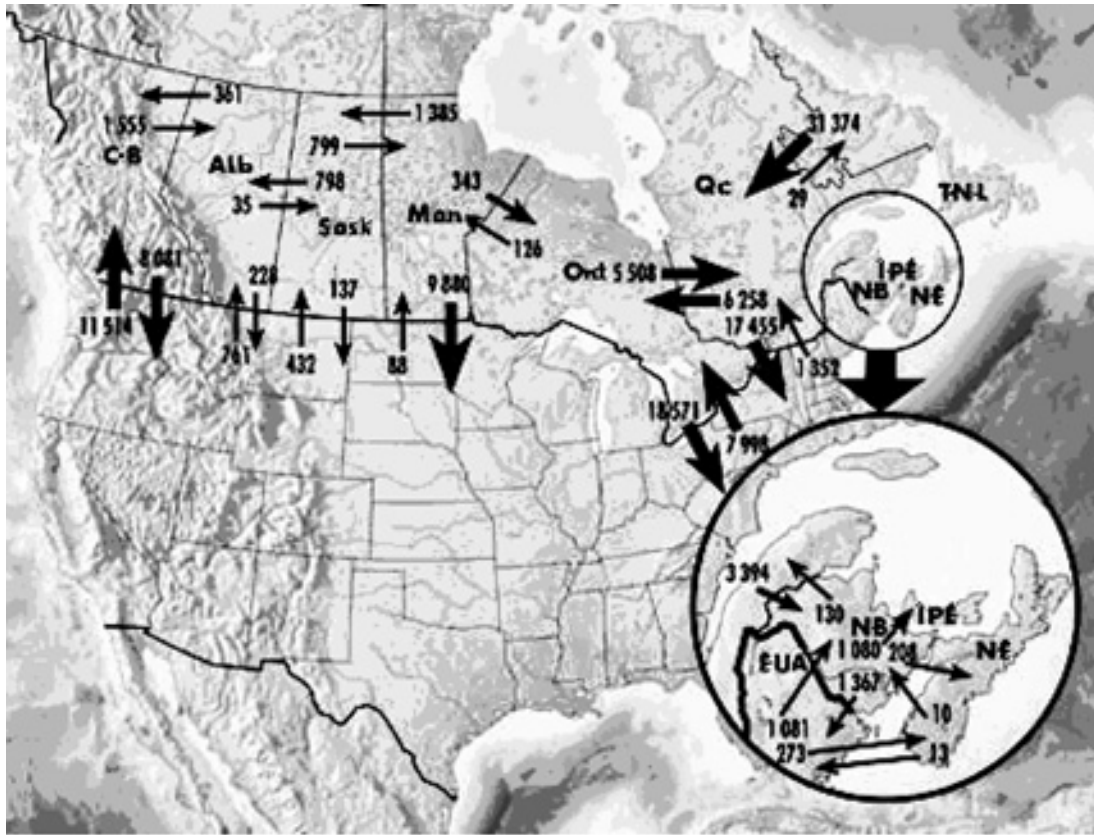 361
1 555
C-B
1 385
799
Alb
798
35
Sask
343
Man
126
31 374
Qc
29
T-N-L
IPÉ
NB
NÉ
Ont 5 508
6 258
17 455
1 352
8 081
11 514
228
761
137
432
9 880
88
18 571
7 998
3 394
130
NB
IPÉ
1 080
208
NÉ
ÉUA
1 367
10
1 081
273
13